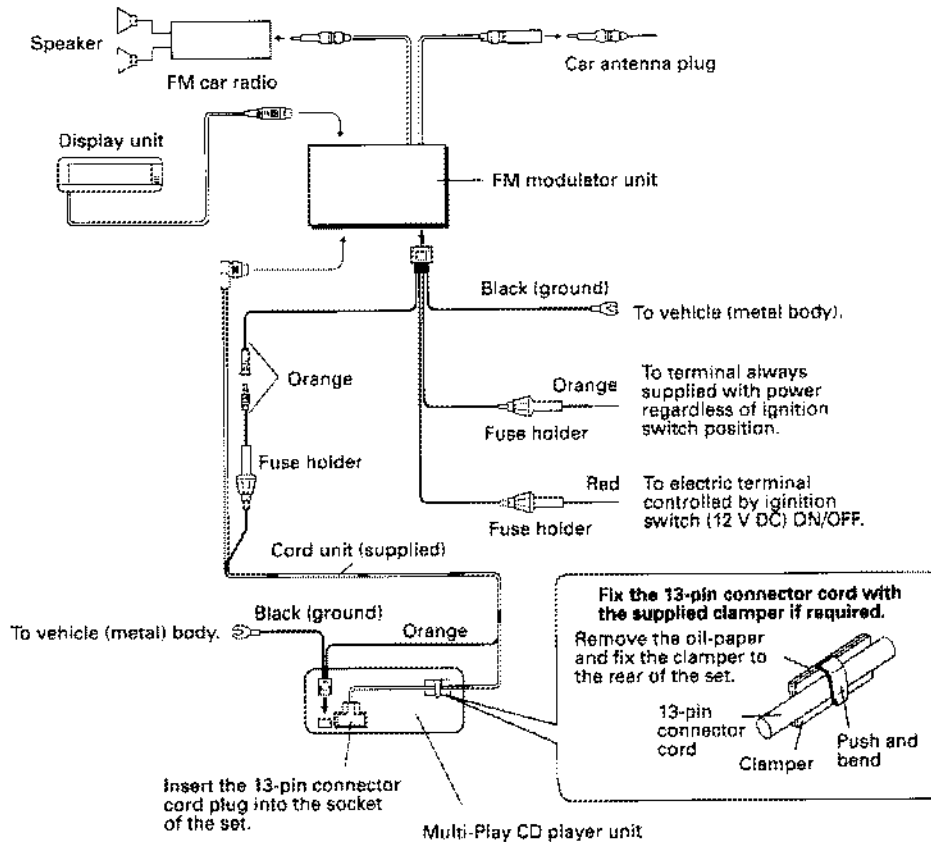 Speaker
FM car radio
Car antenna plug
Display unit
FM modulator unit
Black (ground)
To vehicle (metal body).
Orange
Orange
Fuse holder
To terminal always
supplied with power
regardless of ignition
switch position.
Fuse holder
Red
Fuse holder
To electric terminal
controlled by iginition
switch (12 V DC) ON/OFF.
Cord unit (supplied)
Black (ground)
To vehicle (metal) body.
Orange
Fix the 13-pin connector cord with
the supplied clamper if required.
Remove the oil-paper
and fix the clamper to
the rear of the set.
13-pin
connector
cord
Clamper
Push and
bend
Insert the 13-pin connector
cord plug into the socket
of the set.
Multi-Play CD player unit